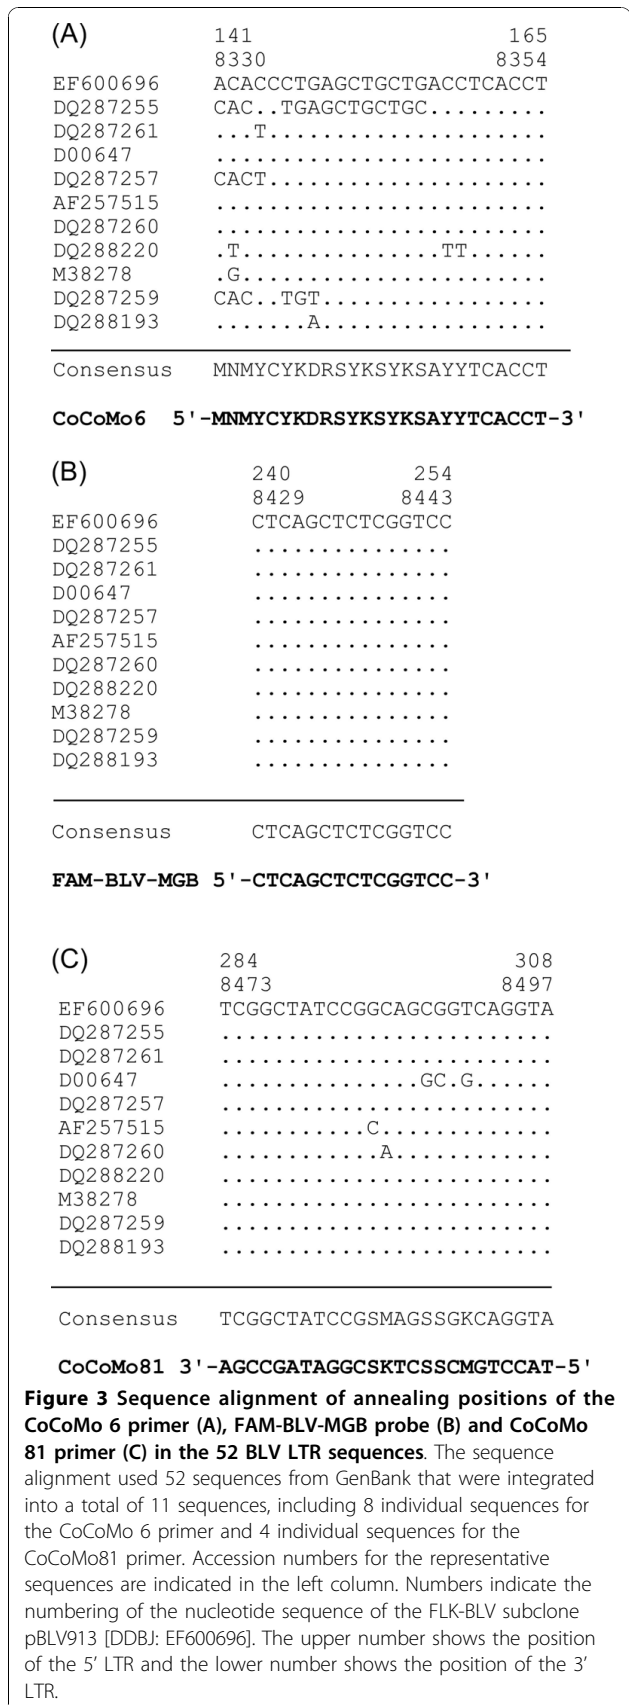 (A)
141 165
8330 8354
EF600696 ACACCCTGAGCTGCTGACCTCACCT
DQ287255 CAC..TGAGCTGCTGC.........
DQ287261 ...T.....................
D00647 .........................
DQ287257 CACT.....................
AF257515 .........................
DQ287260 .........................
DQ288220 .T...............TT......
M38278 .G.......................
DQ287259 CAC..TGT.................
DQ288193 .......A.................
Consensus MNMYCYKDRSYKSYKSAYYTCACCT
CoCoMo6 5'-MNMYCYKDRSYKSYKSAYYTCACCT-3'
(B)
240 254
8429 8443
EF600696 CTCAGCTCTCGGTCC
DQ287255 ...............
DQ287261 ...............
D00647 ...............
DQ287257 ...............
AF257515 ...............
DQ287260 ...............
DQ288220 ...............
M38278 ...............
DQ287259 ...............
DQ288193 ...............
Consensus CTCAGCTCTCGGTCC
FAM-BLV-MGB 5'-CTCAGCTCTCGGTCC-3'
(C)
284 308
8473 8497
EF600696 TCGGCTATCCGGCAGCGGTCAGGTA
DQ287255 .........................
DQ287261 .........................
D00647 ...............GC.G......
DQ287257 .........................
AF257515 ...........C.............
DQ287260 ............A............
DQ288220 .........................
M38278 .........................
DQ287259 .........................
DQ288193 .........................
Consensus TCGGCTATCCGSMAGSSGKCAGGTA
CoCoMo81 3'-AGCCGATAGGCSKTCSSCMGTCCAT-5'
Figure 3 Sequence alignment of annealing positions of the
CoCoMo 6 primer (A), FAM-BLV-MGB probe (B) and CoCoMo
81 primer (C) in the 52 BLV LTR sequences. The sequence
alignment used 52 sequences from GenBank that were integrated
into a total of 11 sequences, including 8 individual sequences for
the CoCoMo 6 primer and 4 individual sequences for the
CoCoMo81 primer. Accession numbers for the representative
sequences are indicated in the left column. Numbers indicate the
numbering of the nucleotide sequence of the FLK-BLV subclone
pBLV913 [DDBJ: EF600696]. The upper number shows the position
of the 5' LTR and the lower number shows the position of the 3'
LTR.